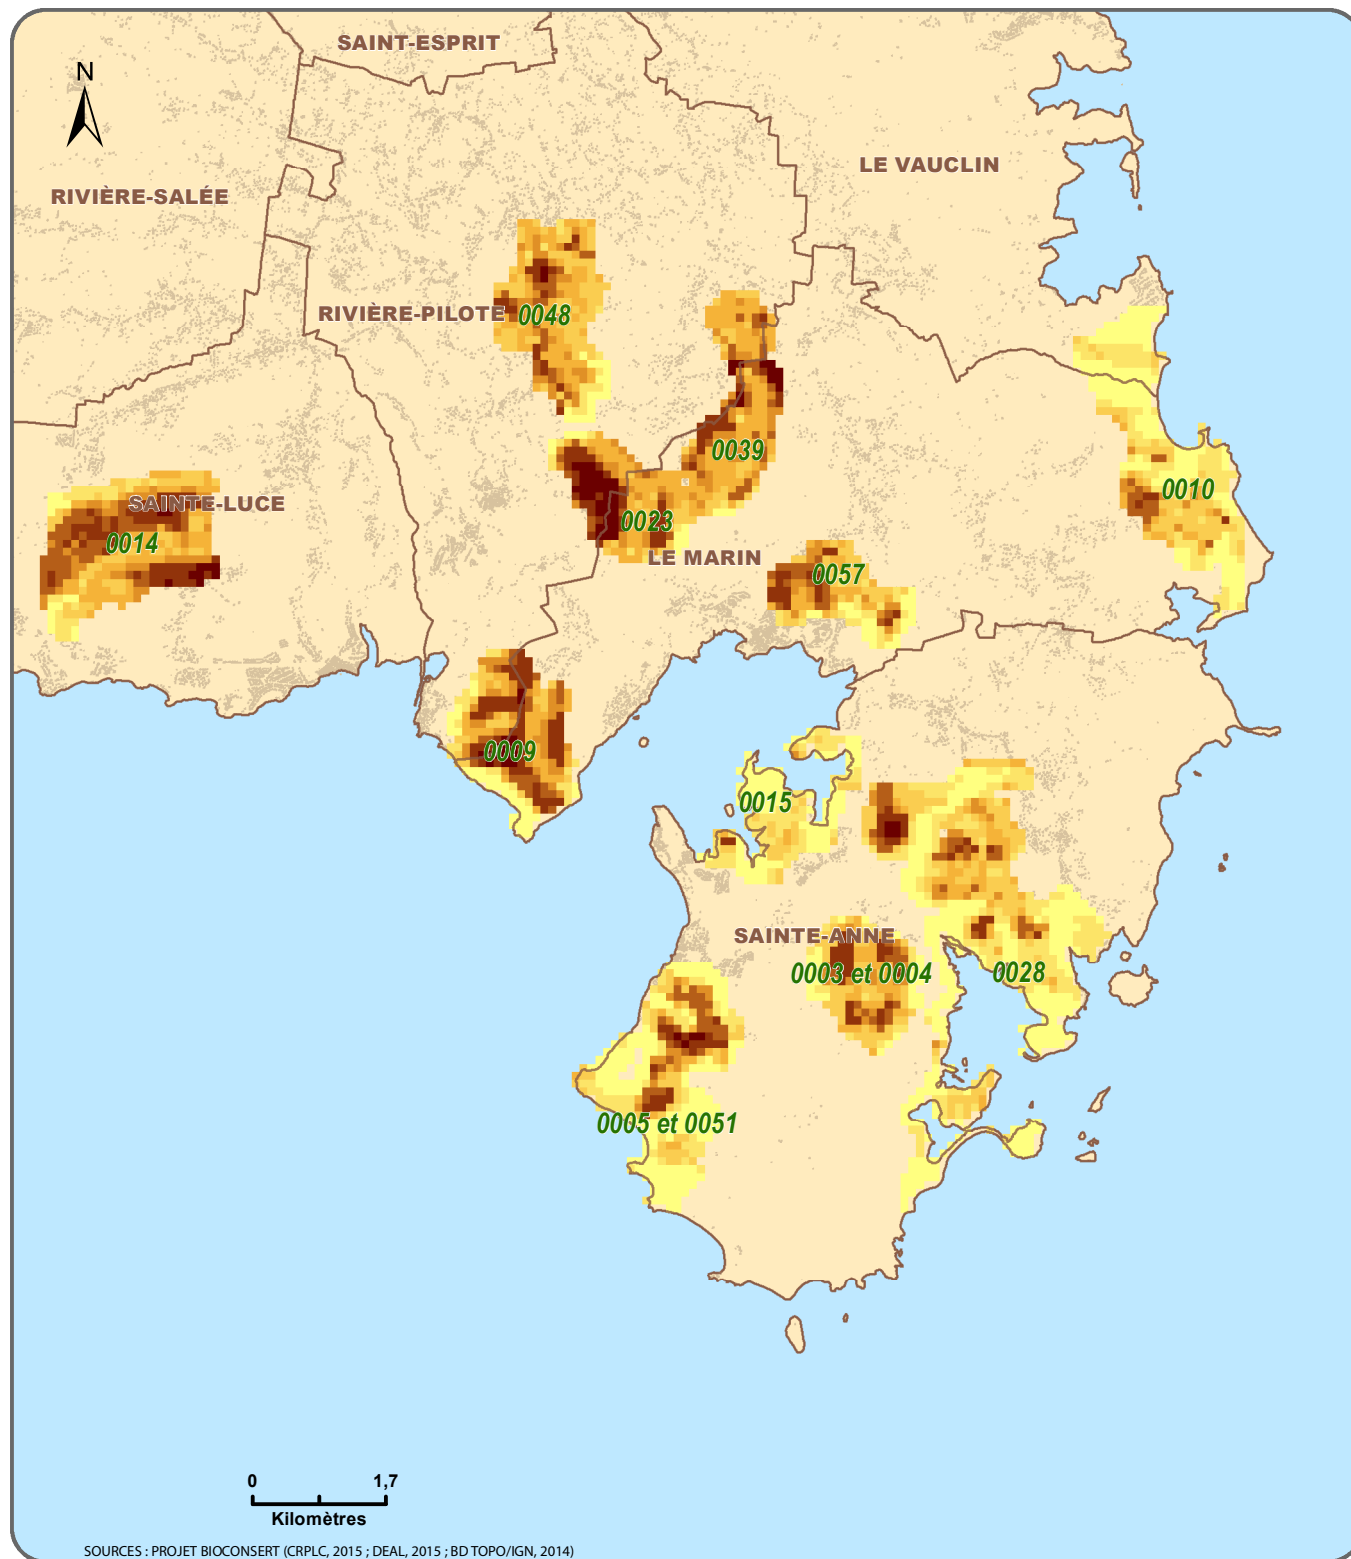 SAINT-ESPRIT
N
LE VAUCLIN
RIVIÈRE-SALÉE
RIVIÈRE-PILOTE
0048
0039
0010
SAINTE-LUCE
0023
0014
LE MARIN
0057
0009
0015
SAINTE-ANNE
0003 et 0004
0028
0005 et 0051
0 1,7
Kilomètres
SOURCES : PROJET BIOCONSERT (CRPLC, 2015 ; DEAL, 2015 ; BD TOPO/IGN, 2014)